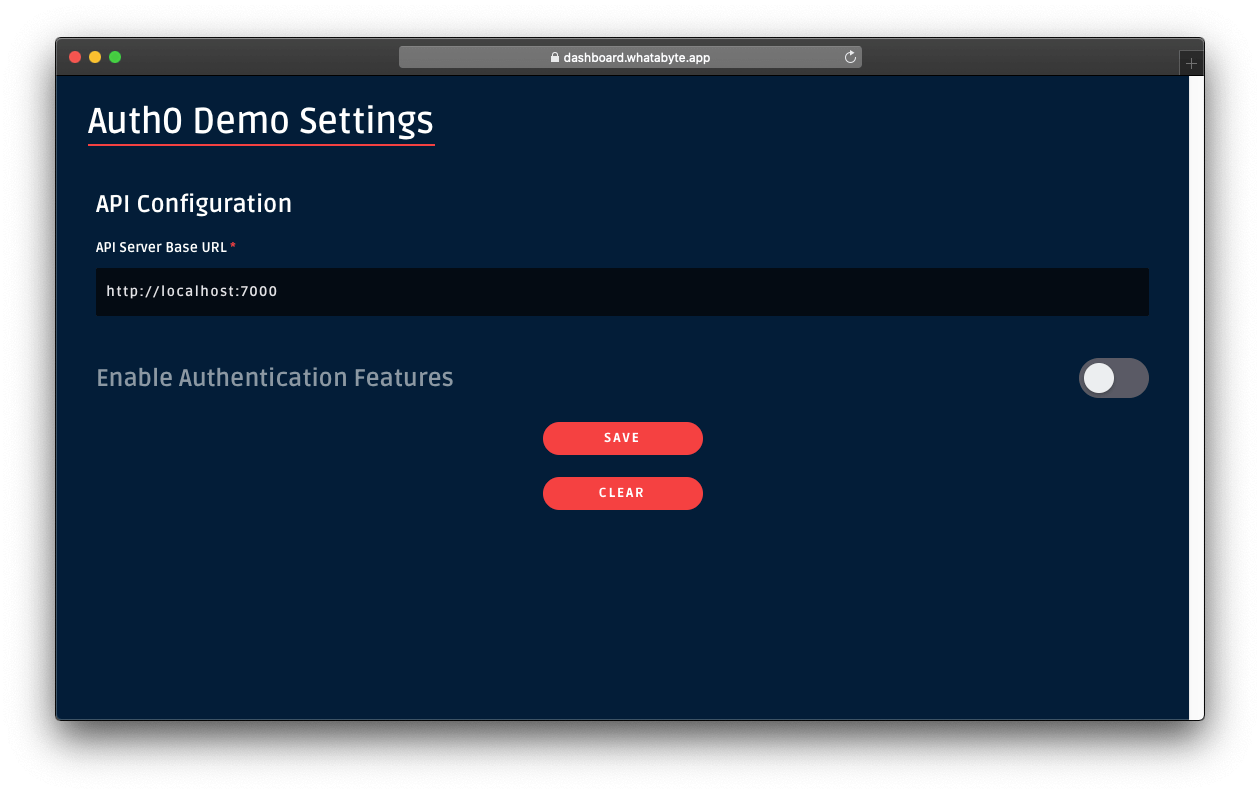 dashboard.whatabyte.app
Auth0 Demo Settings
API Configuration
API Server Base URL *
http://localhost:7000
Enable Authentication Features
SAVE
CLEAR